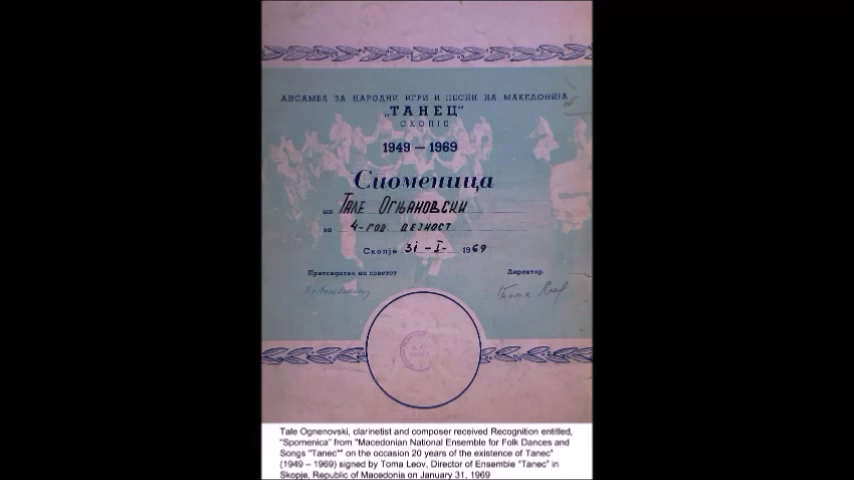 АНСАМБЛ ЗА НАРОДНИ ИГРИ И ПЕСНИ НА МАКЕДОНИЈА
„ТАНЕЦ"
СКОПЈЕ
1949 – 1969
Споменица
на ТАЛЕ ОГЊАНОВСКИ
за 4-ГОД. ДЕЈНОСТ
Скопје 31 - I - 1969
Претседател на советот Директор
Tale Ognenovski, clarinetist and composer received Recognition entitled,
"Spomenica" from "Macedonian National Ensemble for Folk Dances and
Songs "Tanec"" on the occasion 20 years of the existence of Tanec"
(1949 – 1969) signed by Toma Leov, Director of Ensemble "Tanec" in
Skopje, Republic of Macedonia on January 31, 1969